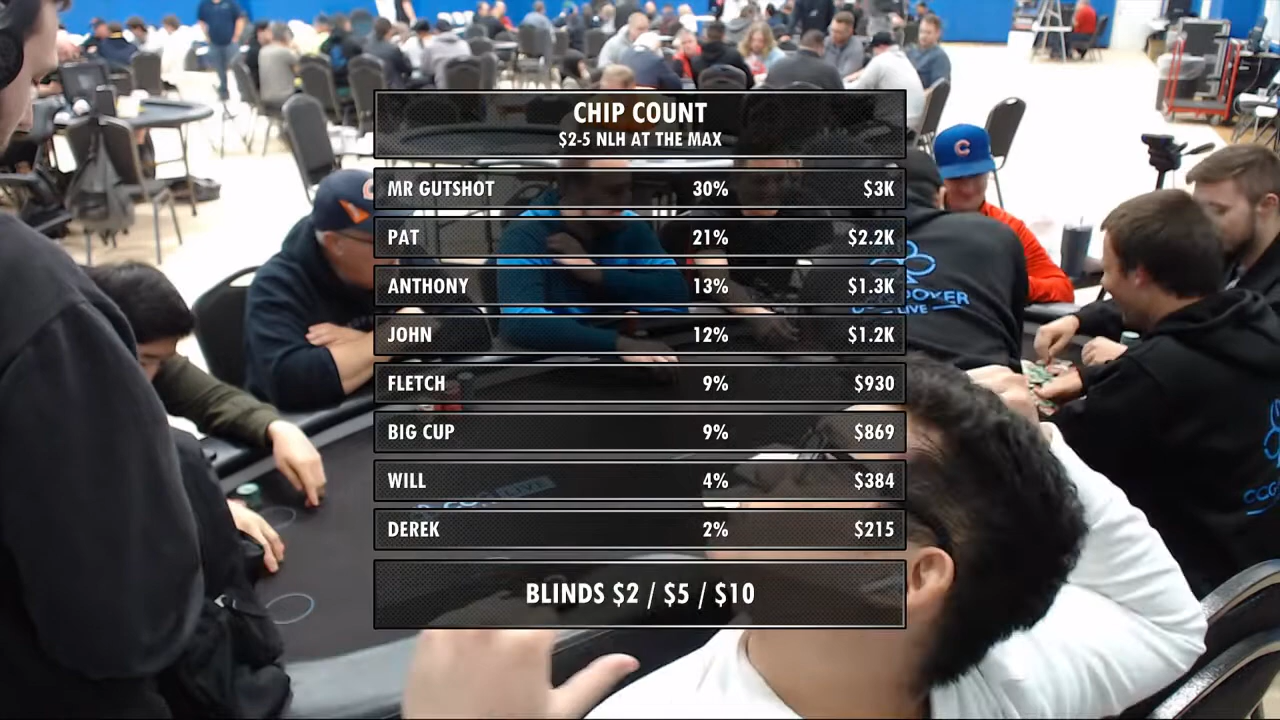 CHIP COUNT
$2-5 NLH AT THE MAX
MR GUTSHOT 30% $3K
PAT 21% $2.2K
ANTHONY 13% $1.3K
JOHN 12% $1.2K
FLETCH 9% $930
BIG CUP 9% $869
WILL 4% $384
DEREK 2% $215
BLINDS $2 / $5 / $10
C
LIVE
LIVE